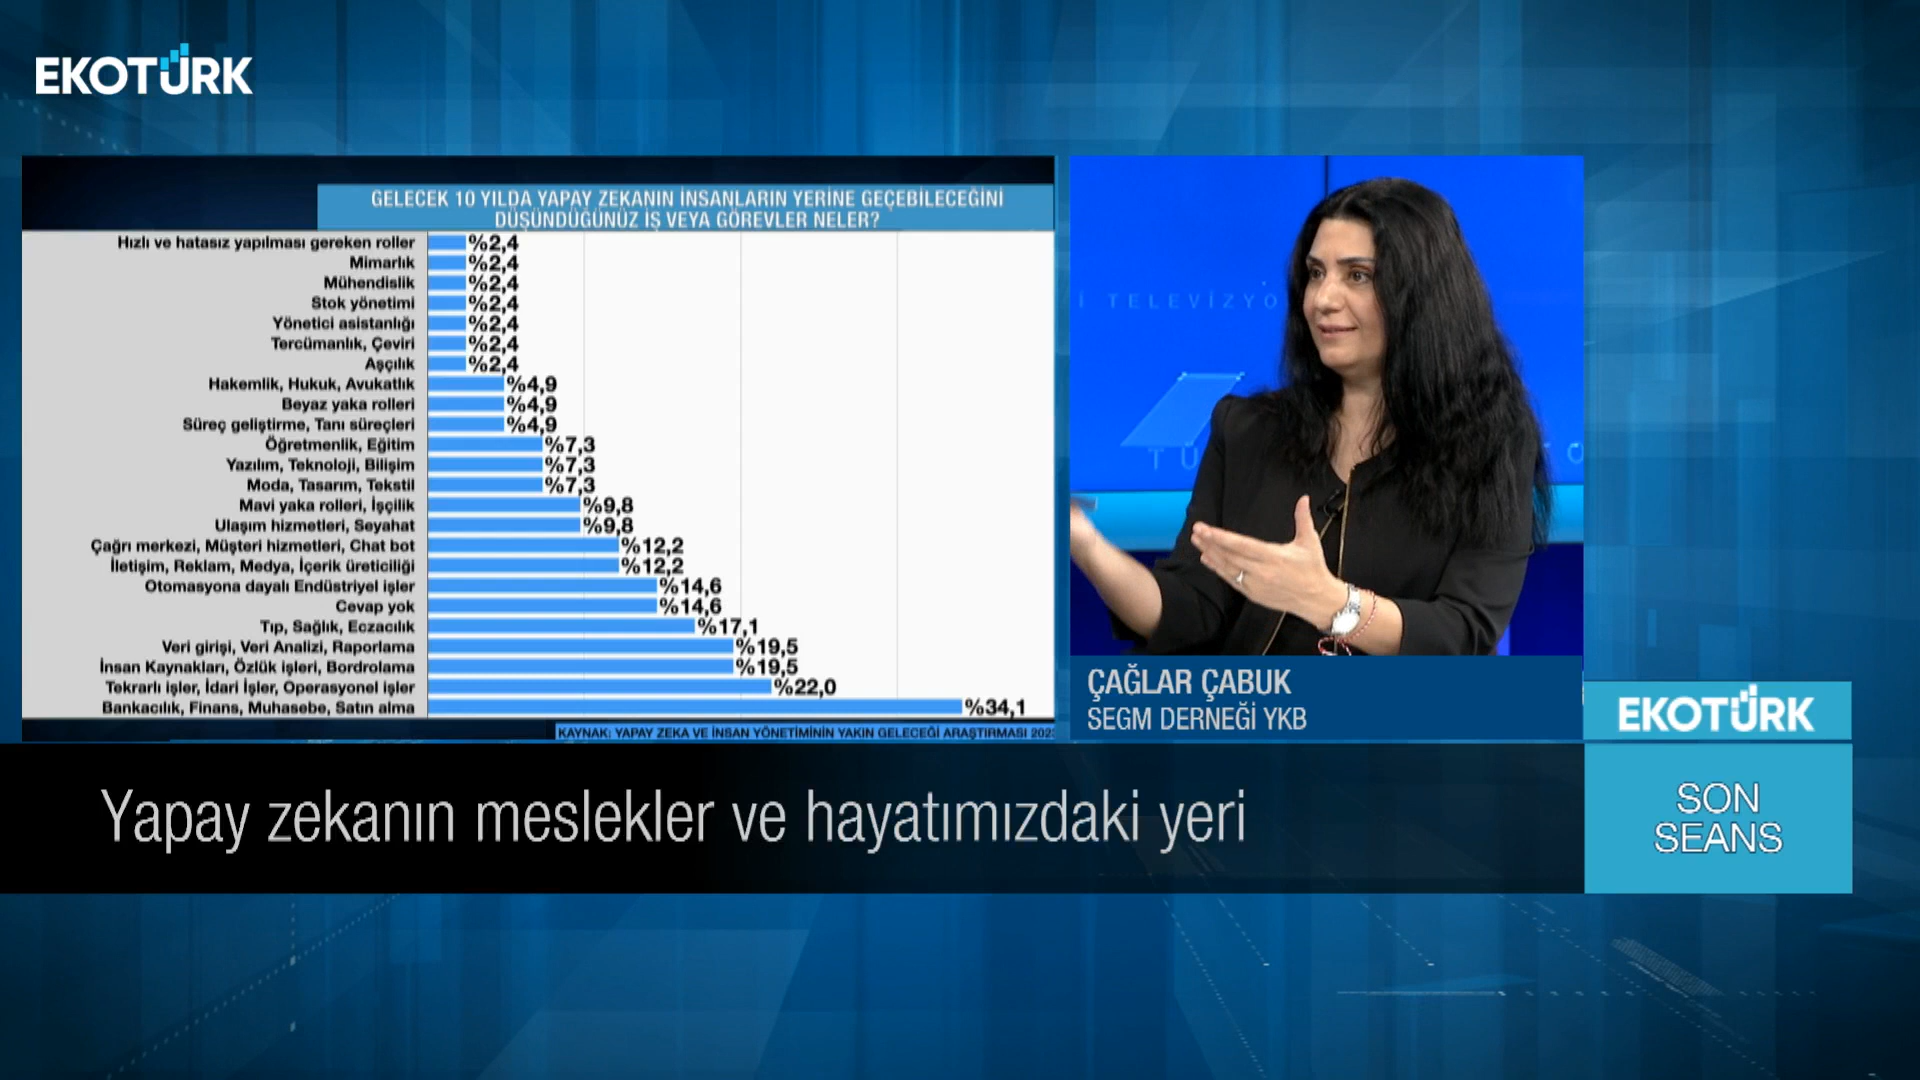 EKOTÜRK
GELECEK 10 YILDA YAPAY ZEKANIN İNSANLARIN YERİNE GEÇEBİLECEĞİNİ
DÜŞÜNDÜĞÜNÜZ İŞ VEYA GÖREVLER NELER?
Hızlı ve hatasız yapılması gereken roller %2,4
Mimarlık %2,4
Mühendislik %2,4
Stok yönetimi %2,4
Yönetici asistanlığı %2,4
Tercümanlık, Çeviri %2,4
Aşçılık %2,4
Hakemlik, Hukuk, Avukatlık %4,9
Beyaz yaka rolleri %4,9
Süreç geliştirme, Tanı süreçleri %4,9
Öğretmenlik, Eğitim %7,3
Yazılım, Teknoloji, Bilişim %7,3
Moda, Tasarım, Tekstil %7,3
Mavi yaka rolleri, İşçilik %9,8
Ulaşım hizmetleri, Seyahat %9,8
Çağrı merkezi, Müşteri hizmetleri, Chat bot %12,2
İletişim, Reklam, Medya, İçerik üreticiliği %12,2
Otomasyona dayalı Endüstriyel işler %14,6
Cevap yok %14,6
Tıp, Sağlık, Eczacılık %17,1
Veri girişi, Veri Analizi, Raporlama %19,5
İnsan Kaynakları, Özlük işleri, Bordrolama %19,5
Tekrarlı işler, İdari İşler, Operasyonel işler %22,0
Bankacılık, Finans, Muhasebe, Satın alma %34,1
KAYNAK: YAPAY ZEKA VE İNSAN YÖNETİMİNİN YAKIN GELECEĞİ ARAŞTIRMASI
İ TELEVİZYO
TÜ
O
ÇAĞLAR ÇABUK
SEGM DERNEĞİ YKB
EKOTÜRK
Yapay zekanın meslekler ve hayatımızdaki yeri
SON
SEANS